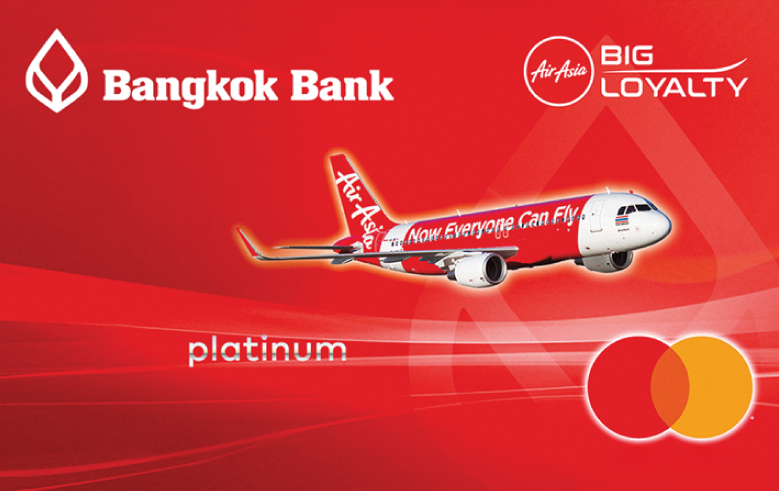 Bangkok Bank
AirAsia
BIG
LOYALTY
AirAsia
Now Everyone Can Fly
platinum